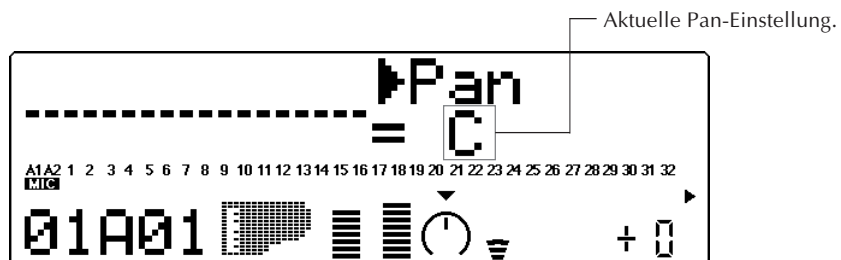 Aktuelle Pan-Einstellung.
▶Pan
----------------= C
A1 A2 1 2 3 4 5 6 7 8 9 10 11 12 13 14 15 16 17 18 19 20 21 22 23 24 25 26 27 28 29 30 31 32
MIC
01A01 ÷ 0